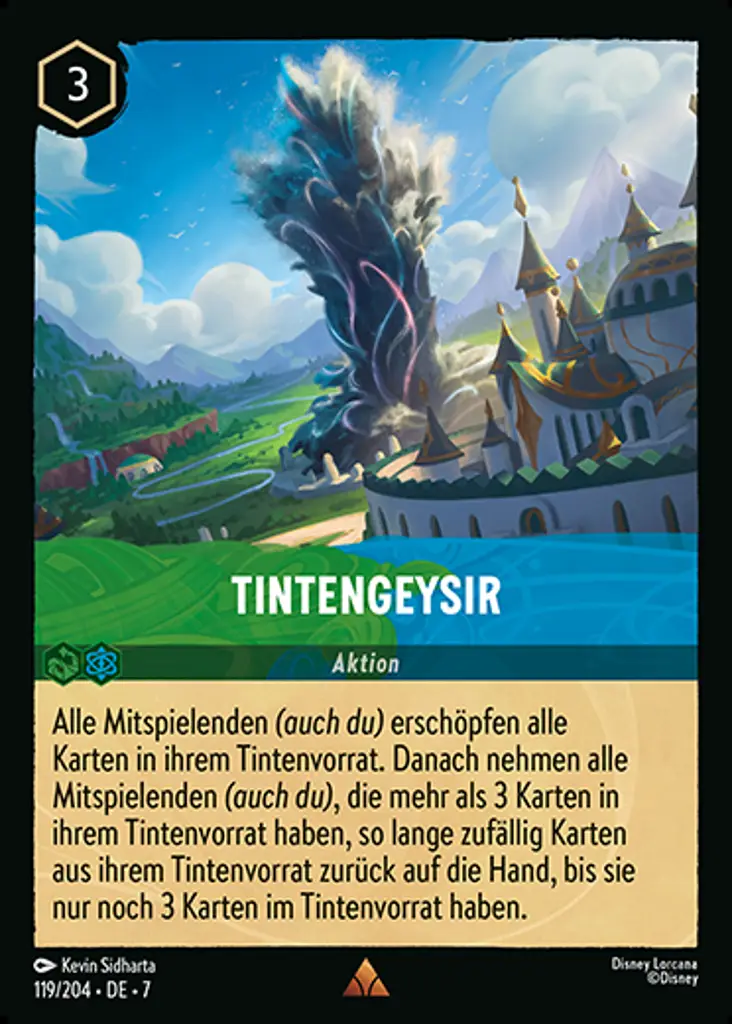 3
TINTENGEYSIR
Aktion
Alle Mitspielenden (auch du) erschöpfen alle
Karten in ihrem Tintenvorrat. Danach nehmen alle
Mitspielenden (auch du), die mehr als 3 Karten in
ihrem Tintenvorrat haben, so lange zufällig Karten
aus ihrem Tintenvorrat zurück auf die Hand, bis sie
nur noch 3 Karten im Tintenvorrat haben.
Kevin Sidharta
119/204 • DE • 7
Disney Lorcana
©Disney